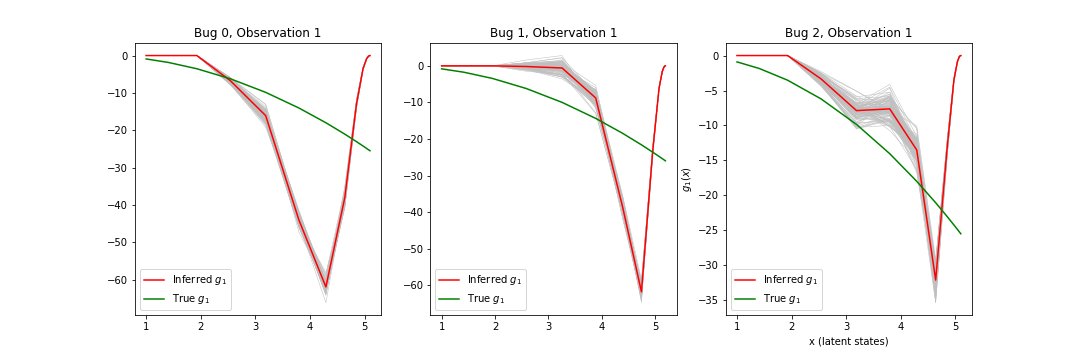 Bug 0, Observation 1
0
−10
−20
−30
−40
−50
−60
1 2 3 4 5
Inferred g₁
True g₁
Bug 1, Observation 1
0
−10
−20
−30
−40
−50
−60
1 2 3 4 5
Inferred g₁
True g₁
Bug 2, Observation 1
g₁(x)
0
−5
−10
−15
−20
−25
−30
−35
1 2 3 4 5
x (latent states)
Inferred g₁
True g₁